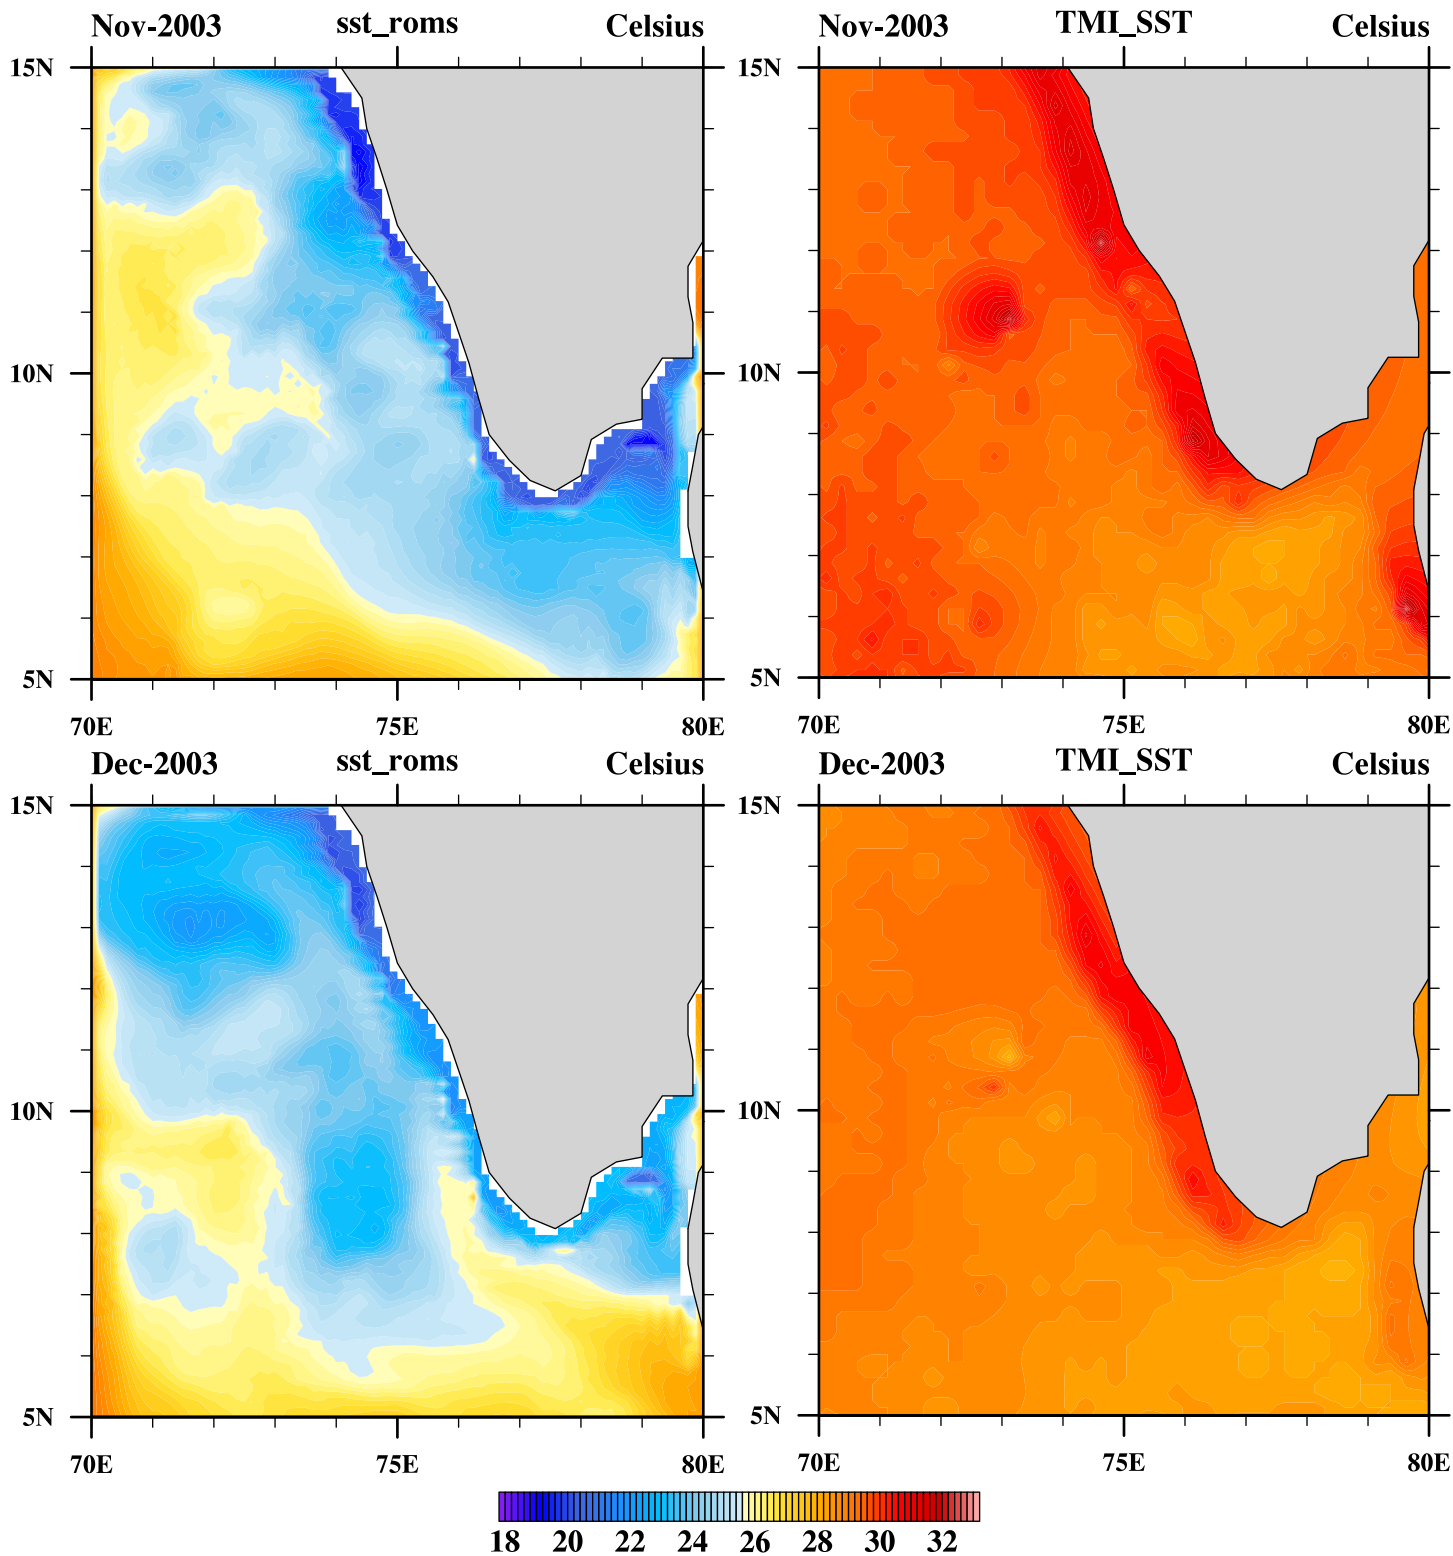 Nov-2003 sst_roms Celsius
15N
10N
5N
70E 75E 80E
Nov-2003 TMI_SST Celsius
15N
10N
5N
70E 75E 80E
Dec-2003 sst_roms Celsius
15N
10N
5N
70E 75E 80E
Dec-2003 TMI_SST Celsius
15N
10N
5N
70E 75E 80E
18 20 22 24 26 28 30 32